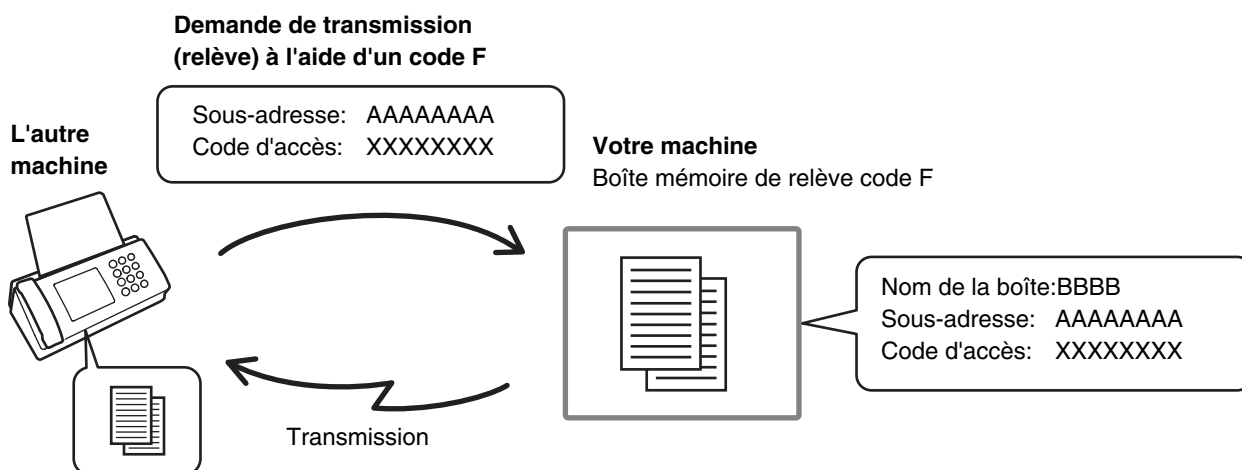 Demande de transmission
(relève) à l'aide d'un code F
Sous-adresse: AAAAAAAA
Code d'accès: XXXXXXXX
L'autre
machine
Votre machine
Boîte mémoire de relève code F
Nom de la boîte:BBBB
Sous-adresse: AAAAAAAA
Code d'accès: XXXXXXXX
Transmission